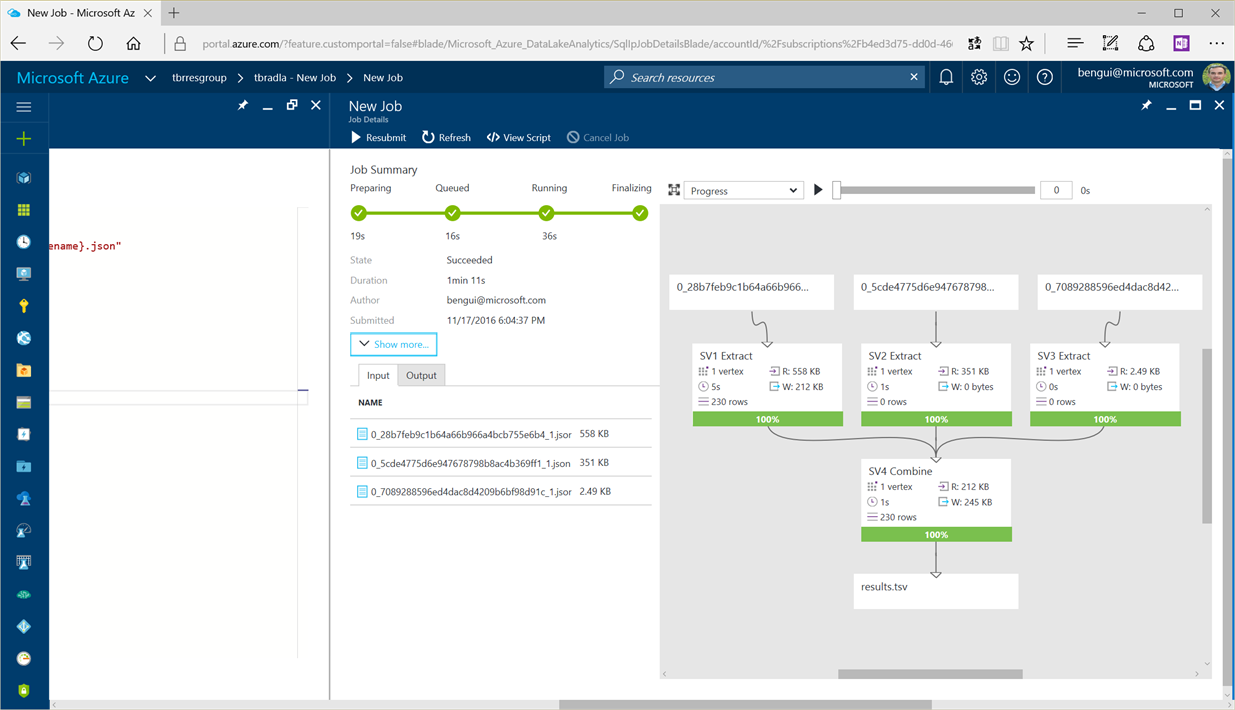 New Job - Microsoft Az
portal.azure.com/?feature.customportal=false#blade/Microsoft_Azure_DataLakeAnalytics/SqlIpJobDetailsBlade/accountId/%2Fsubscriptions%2Fb4ed3d75-dd0d-46
Microsoft Azure tbrresgroup > tbradla - New Job > New Job
Search resources
bengui@microsoft.com
MICROSOFT
New Job
Job Details
Resubmit Refresh View Script Cancel Job
ename}.json"
Job Summary
Preparing Queued Running Finalizing
19s 16s 36s
State Succeeded
Duration 1min 11s
Author bengui@microsoft.com
Submitted 11/17/2016 6:04:37 PM
Show more...
Input Output
NAME
0_28b7feb9c1b64a66b966a4bcb755e6b4_1.jsor 558 KB
0_5cde4775d6e947678798b8ac4b369ff1_1.json 351 KB
0_7089288596ed4dac8d4209b6bf98d91c_1.jsor 2.49 KB
Progress 0 0s
0_28b7feb9c1b64a66b966... 0_5cde4775d6e947678798... 0_7089288596ed4dac8d42...
SV1 Extract
1 vertex R: 558 KB
5s W: 212 KB
230 rows
100%
SV2 Extract
1 vertex R: 351 KB
1s W: 0 bytes
0 rows
100%
SV3 Extract
1 vertex R: 2.49 KB
0s W: 0 bytes
0 rows
100%
SV4 Combine
1 vertex R: 212 KB
1s W: 245 KB
230 rows
100%
results.tsv